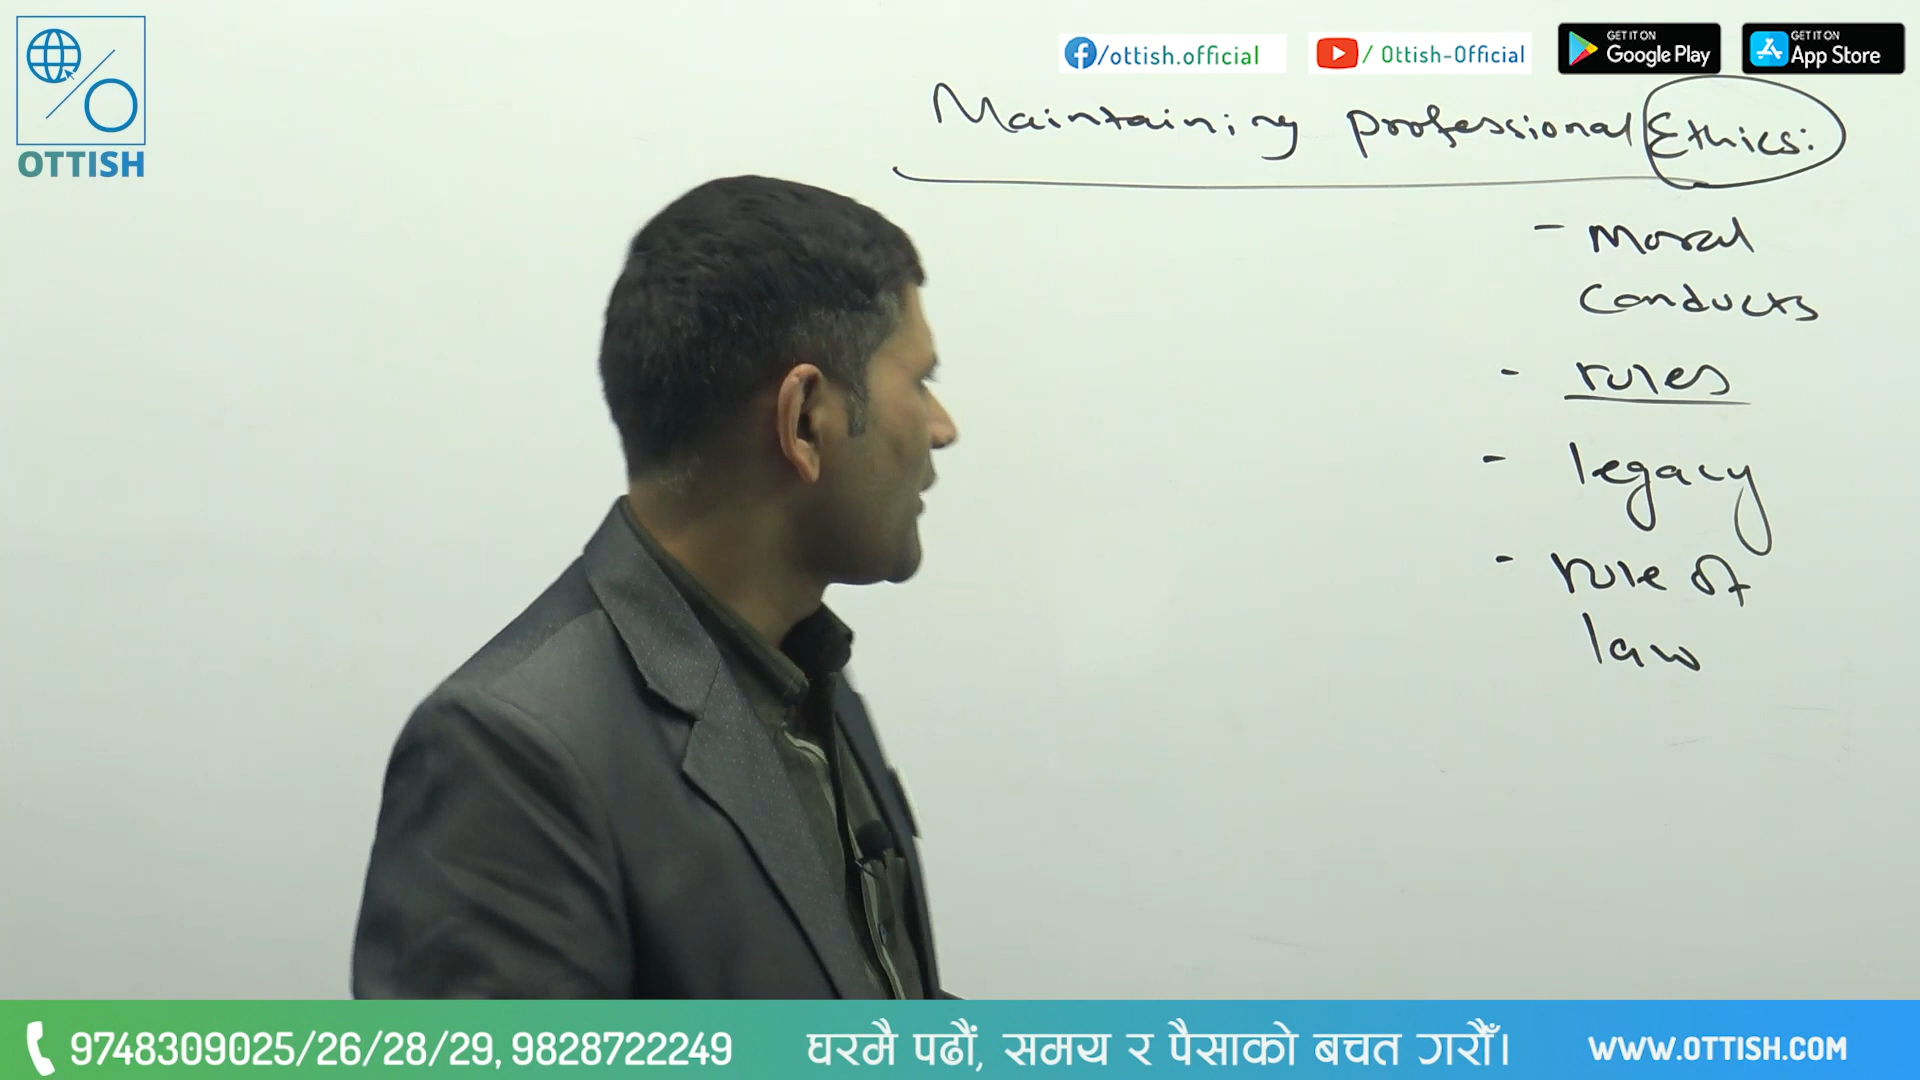 OTTISH
/ottish.official
/ Ottish-Official
GET IT ON
Google Play
GET IT ON
App Store
Maintaining professional Ethics:
- Moral
conducts
- rules
- legacy
- rule of
law
9748309025/26/28/29, 9828722249
घरमै पढौं, समय र पैसाको बचत गरौँ।
WWW.OTTISH.COM